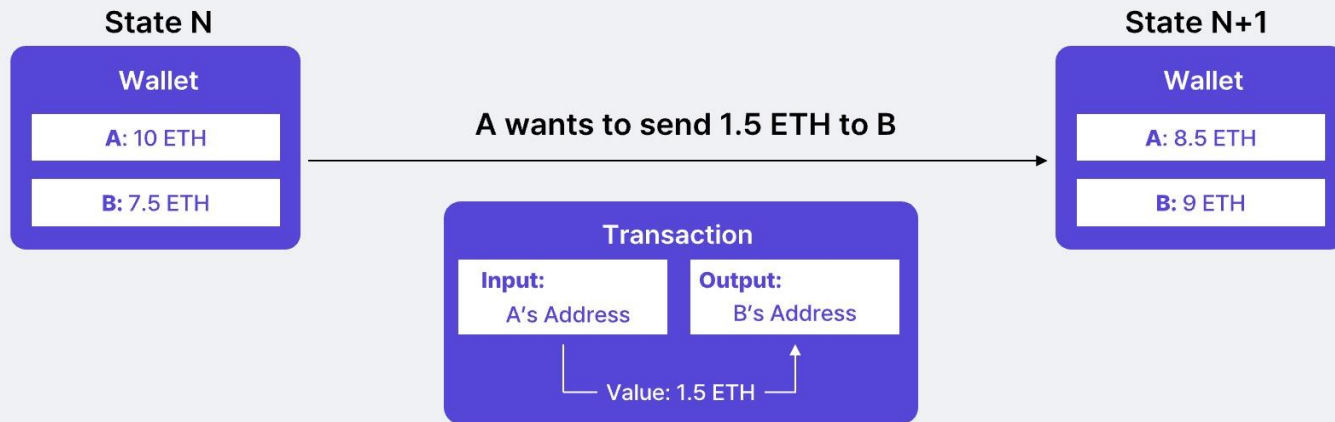 State N
Wallet
A: 10 ETH
B: 7.5 ETH
A wants to send 1.5 ETH to B
Transaction
Input:
A’s Address
Output:
B’s Address
Value: 1.5 ETH
State N+1
Wallet
A: 8.5 ETH
B: 9 ETH